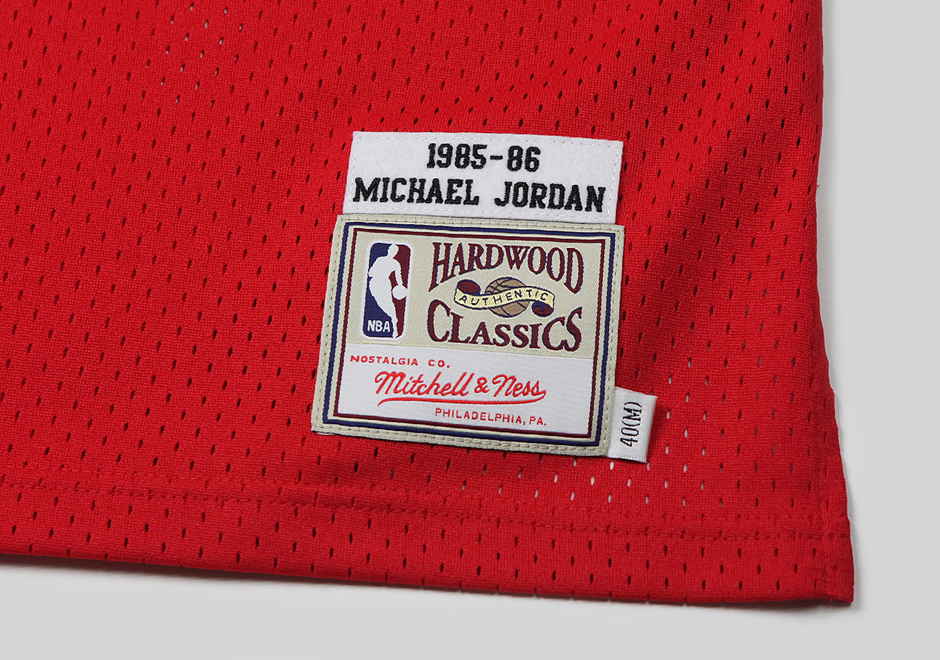 1985-86
MICHAEL JORDAN
NBA
HARDWOOD
AUTHENTIC
CLASSICS
NOSTALGIA CO.
Mitchell & Ness
PHILADELPHIA, PA.
40(M)